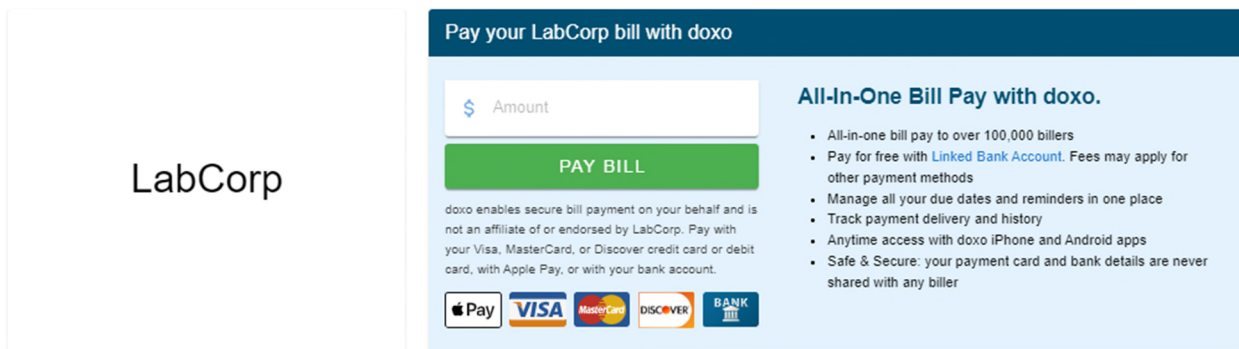 LabCorp
Pay your LabCorp bill with doxo
$ Amount
PAY BILL
doxo enables secure bill payment on your behalf and is
not an affiliate of or endorsed by LabCorp. Pay with
your Visa, MasterCard, or Discover credit card or debit
card, with Apple Pay, or with your bank account.
Pay VISA MasterCard DISCOVER BANK
All-In-One Bill Pay with doxo.
• All-in-one bill pay to over 100,000 billers
• Pay for free with Linked Bank Account. Fees may apply for
other payment methods
• Manage all your due dates and reminders in one place
• Track payment delivery and history
• Anytime access with doxo iPhone and Android apps
• Safe & Secure: your payment card and bank details are never
shared with any biller